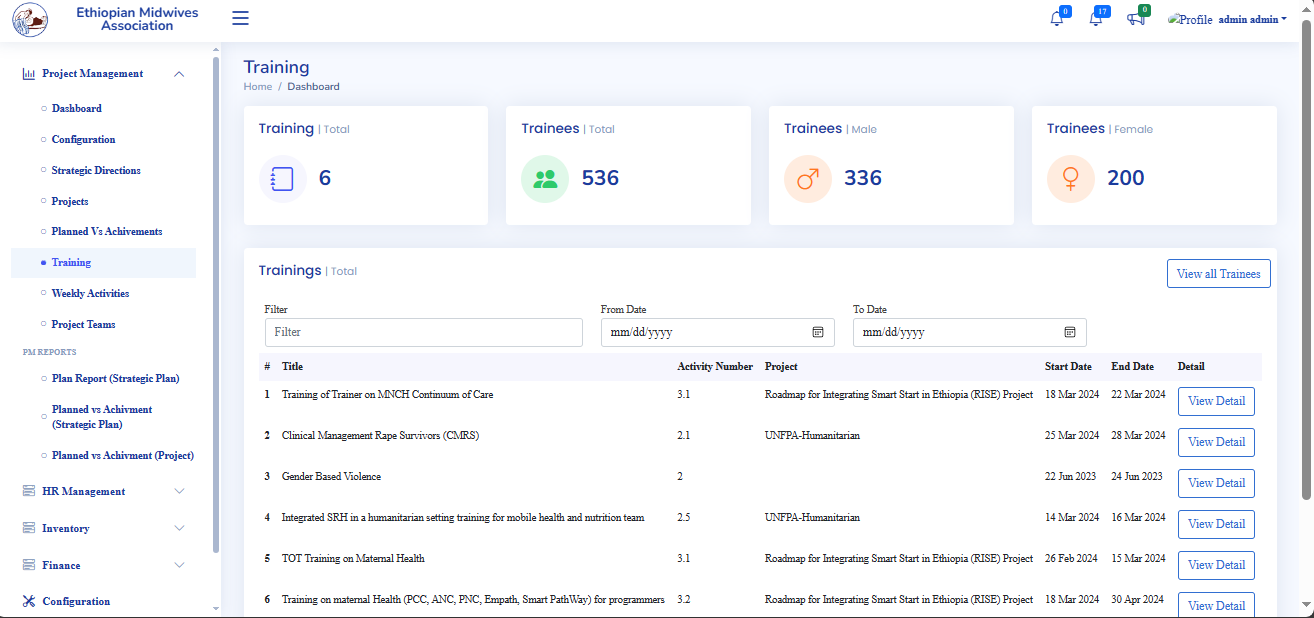 Ethiopian Midwives
Association
0
17
0
Profile admin admin
Project Management
Dashboard
Configuration
Strategic Directions
Projects
Planned Vs Achivements
Training
Weekly Activities
Project Teams
PM REPORTS
Plan Report (Strategic Plan)
Planned vs Achivment
(Strategic Plan)
Planned vs Achivment (Project)
HR Management
Inventory
Finance
Configuration
Training
Home / Dashboard
Training | Total
6
Trainees | Total
536
Trainees | Male
336
Trainees | Female
200
Trainings | Total
View all Trainees
Filter From Date To Date
Filter mm/dd/yyyy mm/dd/yyyy
# Title Activity Number Project Start Date End Date Detail
1 Training of Trainer on MNCH Continuum of Care 3.1 Roadmap for Integrating Smart Start in Ethiopia (RISE) Project 18 Mar 2024 22 Mar 2024 View Detail
2 Clinical Management Rape Survivors (CMRS) 2.1 UNFPA-Humanitarian 25 Mar 2024 28 Mar 2024 View Detail
3 Gender Based Violence 2 22 Jun 2023 24 Jun 2023 View Detail
4 Integrated SRH in a humanitarian setting training for mobile health and nutrition team 2.5 UNFPA-Humanitarian 14 Mar 2024 16 Mar 2024 View Detail
5 TOT Training on Maternal Health 3.1 Roadmap for Integrating Smart Start in Ethiopia (RISE) Project 26 Feb 2024 15 Mar 2024 View Detail
6 Training on maternal Health (PCC, ANC, PNC, Empath, Smart PathWay) for programmers 3.2 Roadmap for Integrating Smart Start in Ethiopia (RISE) Project 18 Mar 2024 30 Apr 2024 View Detail